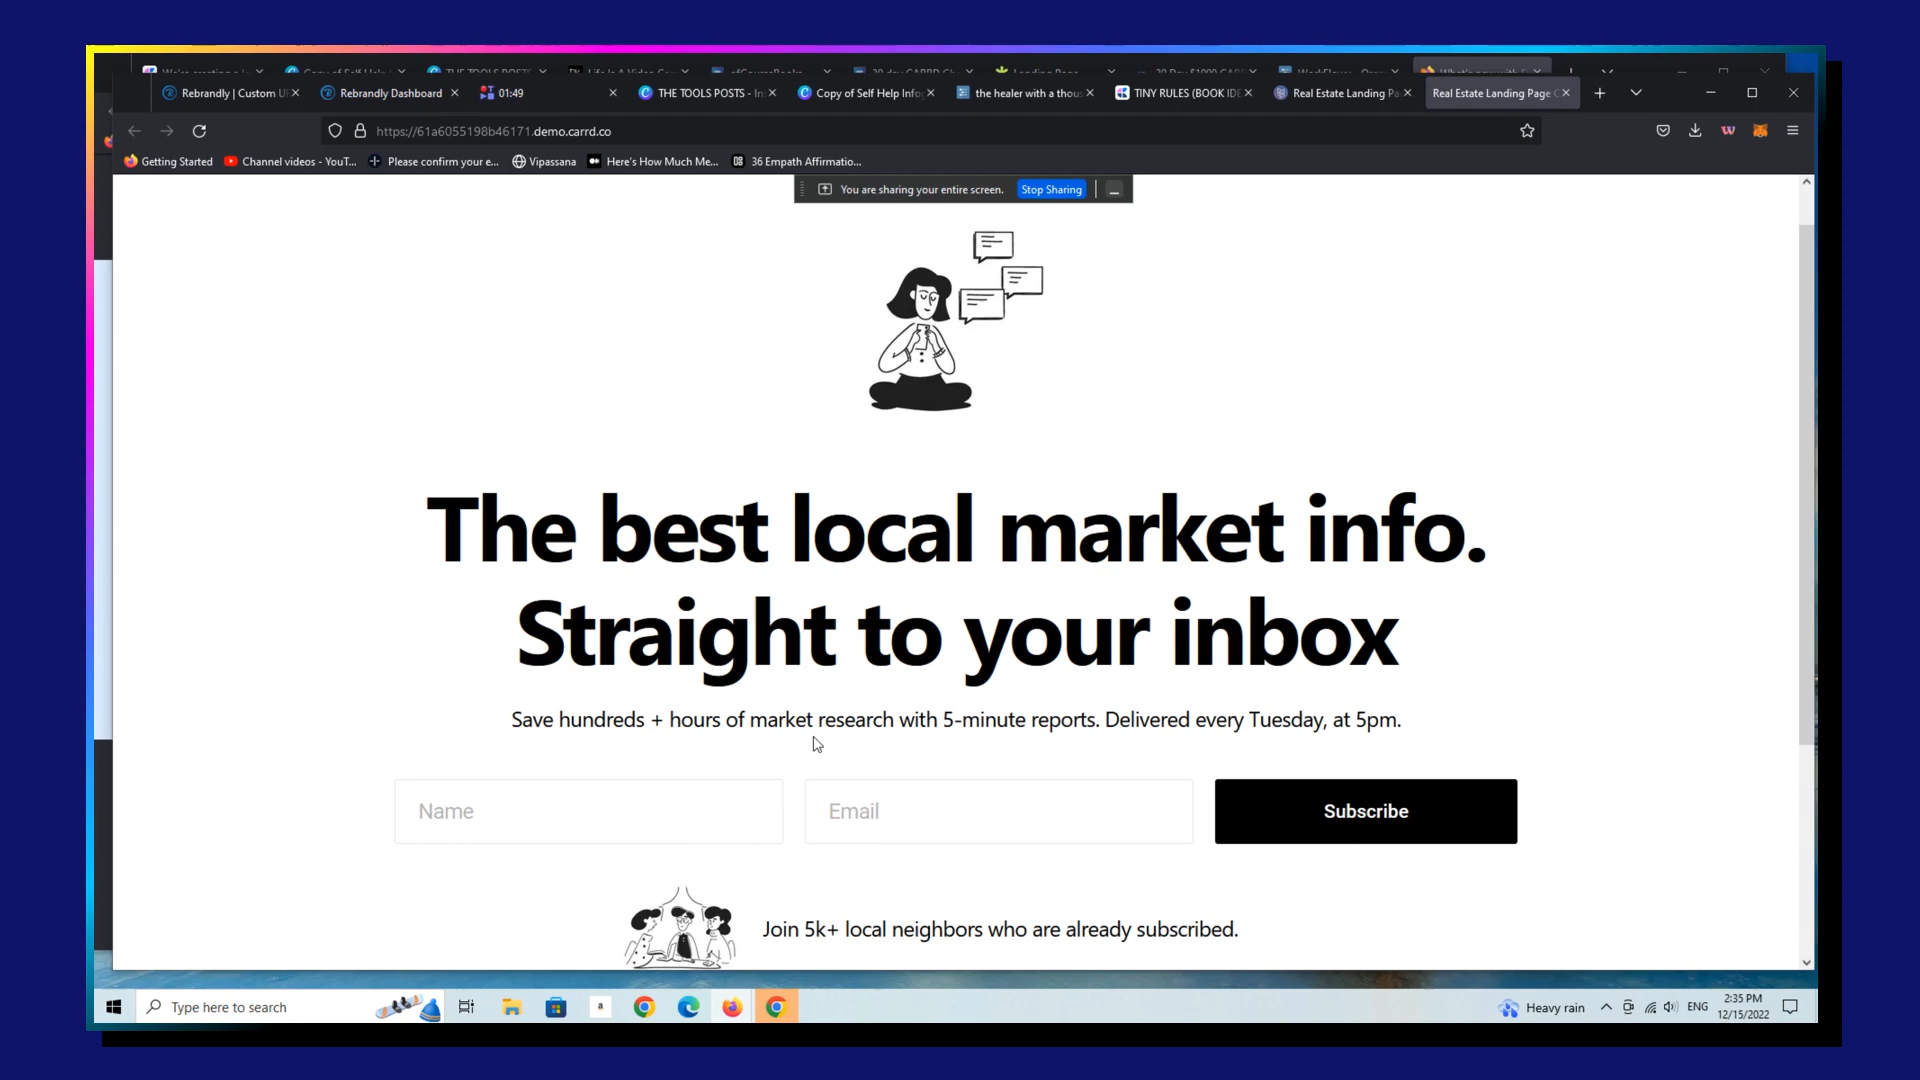 Rebrandly | Custom U
Rebrandly Dashboard
01:49
THE TOOLS POSTS - In
Copy of Self Help Info
the healer with a thous
TINY RULES (BOOK IDE
Real Estate Landing Pa
Real Estate Landing Page C
https://61a6055198b46171.demo.carrd.co
Getting Started
Channel videos - YouT...
Please confirm your e...
Vipassana
Here's How Much Me...
36 Empath Affirmatio...
You are sharing your entire screen.
Stop Sharing
The best local market info.
Straight to your inbox
Save hundreds + hours of market research with 5-minute reports. Delivered every Tuesday, at 5pm.
Name
Email
Subscribe
Join 5k+ local neighbors who are already subscribed.
Type here to search
Heavy rain
ENG
2:35 PM
12/15/2022